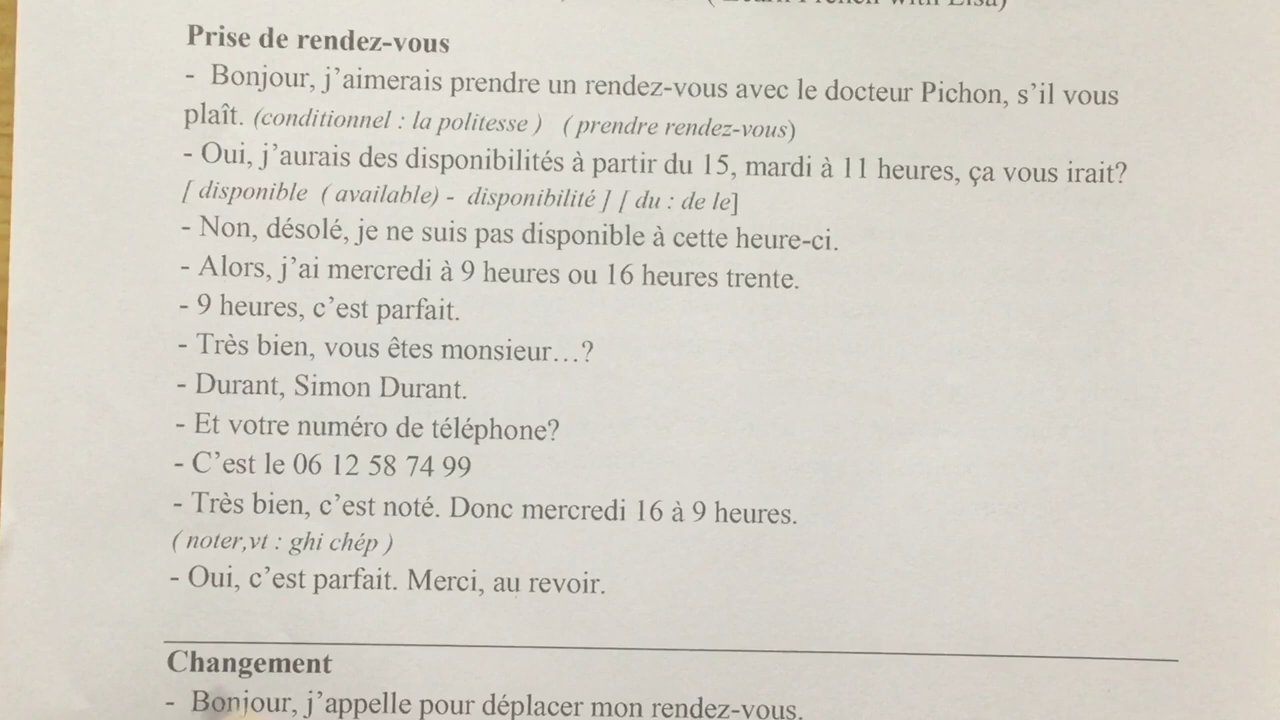 ( Learn French with Elsa)
Prise de rendez-vous
- Bonjour, j’aimerais prendre un rendez-vous avec le docteur Pichon, s’il vous
plaît. (conditionnel : la politesse ) ( prendre rendez-vous)
- Oui, j’aurais des disponibilités à partir du 15, mardi à 11 heures, ça vous irait?
[ disponible ( available) - disponibilité ] [ du : de le]
- Non, désolé, je ne suis pas disponible à cette heure-ci.
- Alors, j’ai mercredi à 9 heures ou 16 heures trente.
- 9 heures, c’est parfait.
- Très bien, vous êtes monsieur…?
- Durant, Simon Durant.
- Et votre numéro de téléphone?
- C’est le 06 12 58 74 99
- Très bien, c’est noté. Donc mercredi 16 à 9 heures.
( noter,vt : ghi chép )
- Oui, c’est parfait. Merci, au revoir.
Changement
- Bonjour, j’appelle pour déplacer mon rendez-vous.